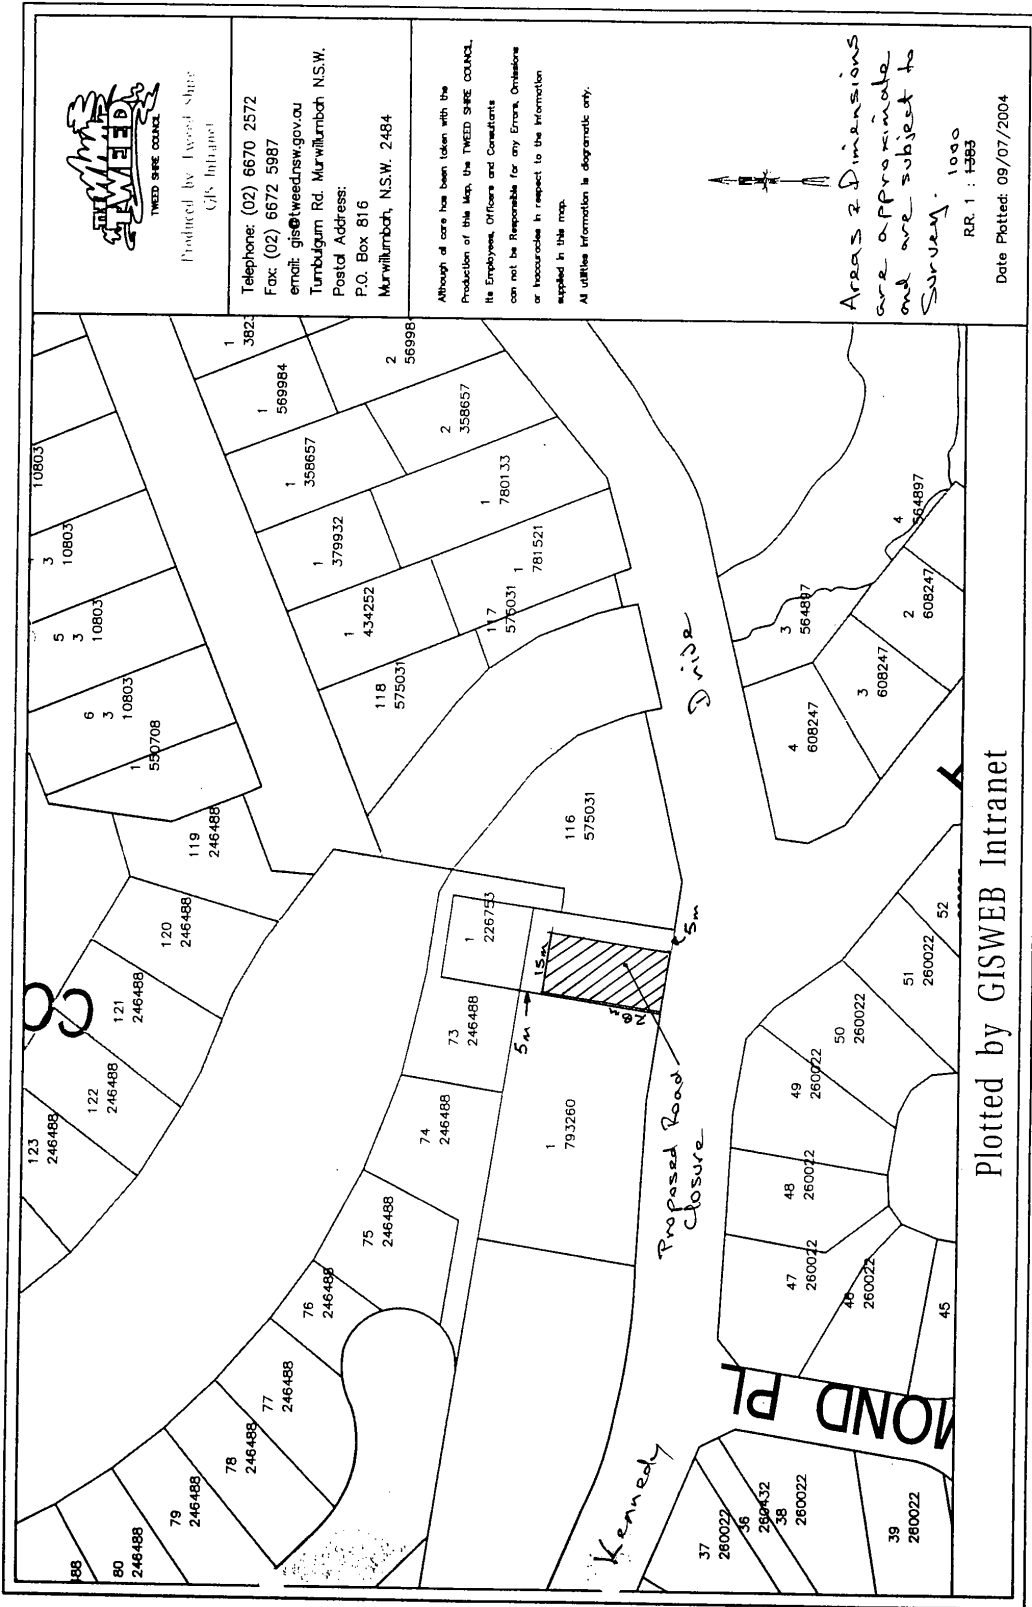 TWEED
TWEED SHIRE COUNCIL
Produced by Tweed Shire
GIS Intranet
Telephone: (02) 6670 2572
Fax: (02) 6672 5987
email: gis@tweed.nsw.gov.au
Tumbulgum Rd. Murwillumbah N.S.W.
Postal Address:
P.O. Box 816
Murwillumbah, N.S.W. 2484
Although all care has been taken with the
Production of this Map, the TWEED SHIRE COUNCIL,
its Employees, Officers and Consultants
can not be Responsible for any Errors, Omissions
or Inaccuracies in respect to the information
supplied in this map.
All utilities information is diagramatic only.
N
Areas & Dimensions
are approximate
and are subject to
Survey.
1000
R.R. 1 : 1383
Date Plotted: 09/07/2004
123
246488
122
246488
121
246488
120
246488
119
246488
CO
1
550708
6
3
10803
5
3
10803
3
10803
10803
88
80
246488
79
246488
78
246488
77
246488
76
246488
75
246488
74
246488
73
246488
1
226753
118
575031
1
434252
1
379932
1
358657
1
569984
1
3823
117
575031
1
781521
1
780133
2
358657
2
56998
116
575031
1
793260
5m
15m
20m
5m
Proposed Road
Closure
Kennedy
Drive
37
260022
36
260432
38
260022
39
260022
MOND PL
47
260022
46
260022
45
48
260022
49
260022
50
260022
51
260022
52
4
608247
3
608247
2
608247
3
564897
4
564897
Plotted by GISWEB Intranet